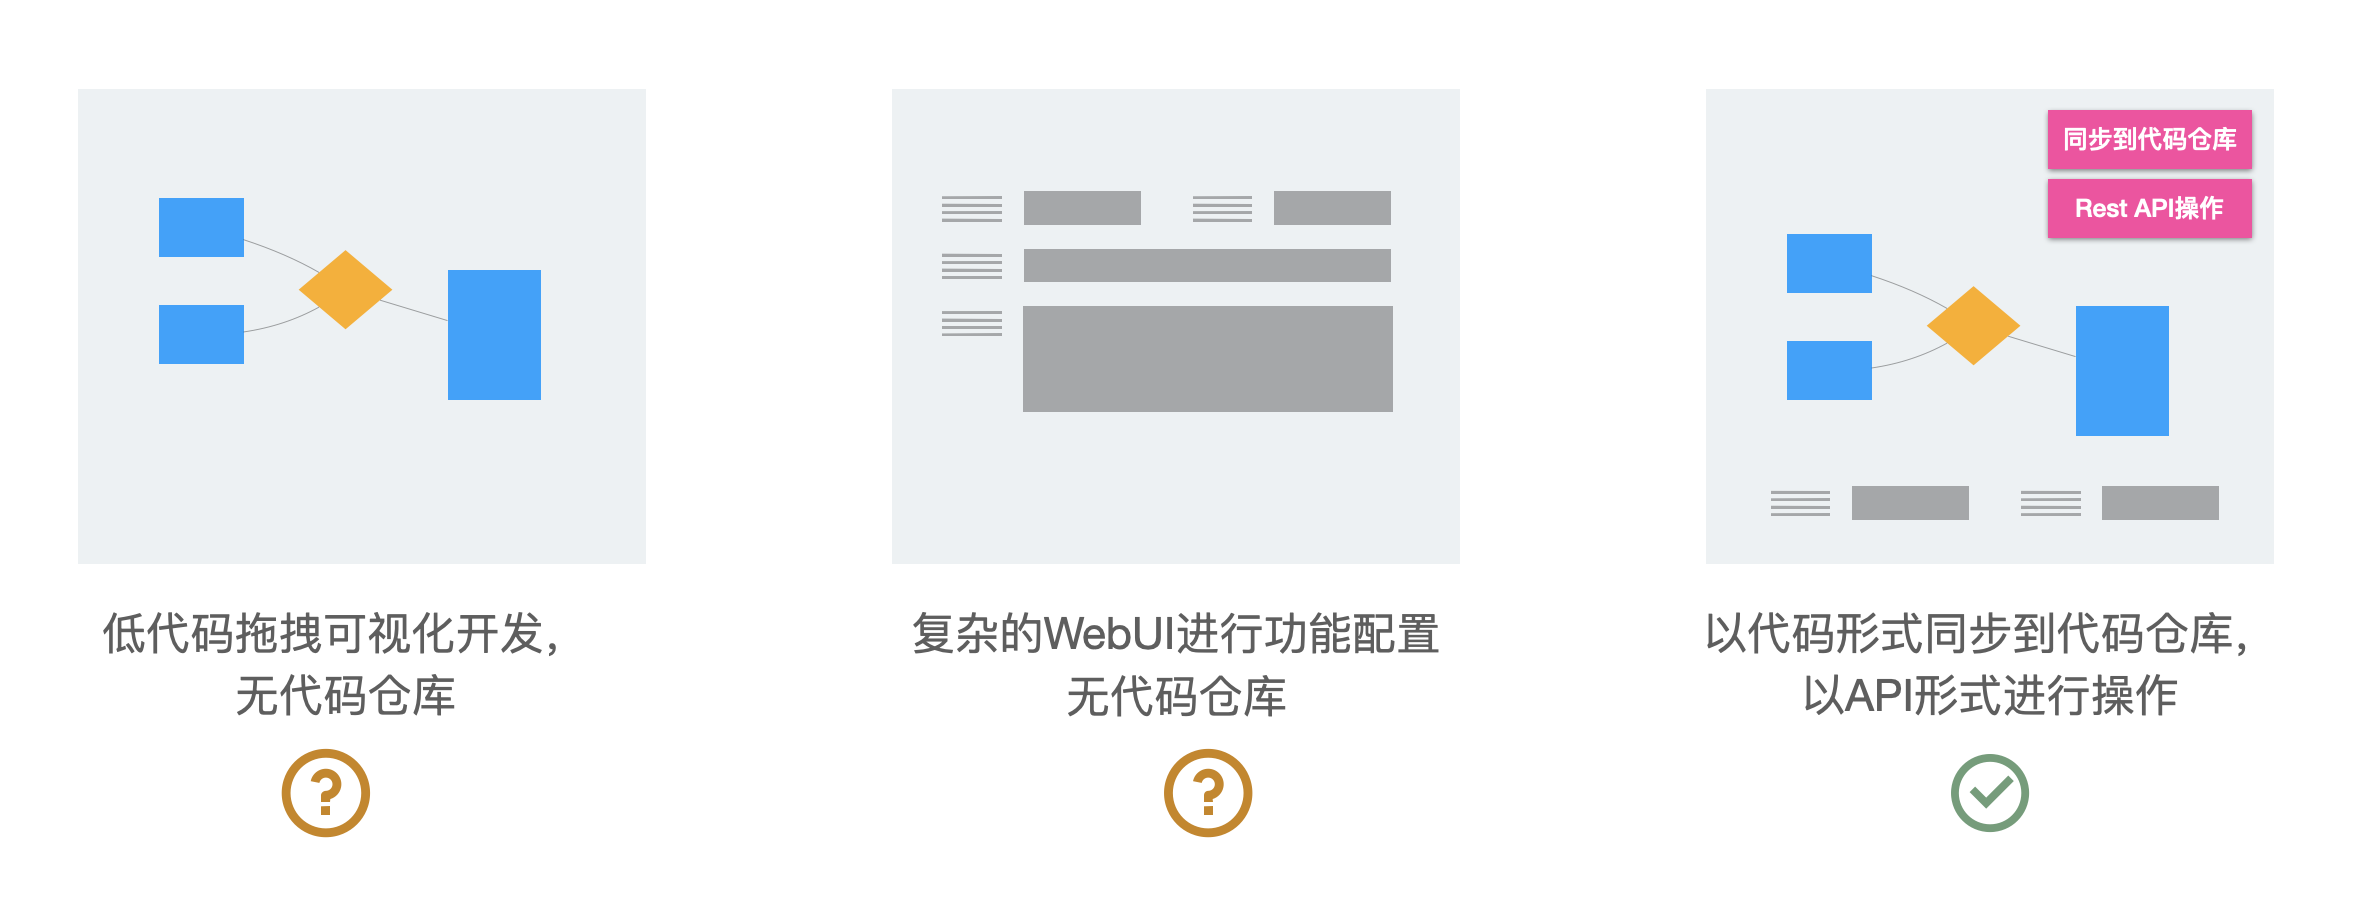 同步到代码仓库
Rest API操作
低代码拖拽可视化开发,
无代码仓库
复杂的WebUI进行功能配置
无代码仓库
以代码形式同步到代码仓库,
以API形式进行操作